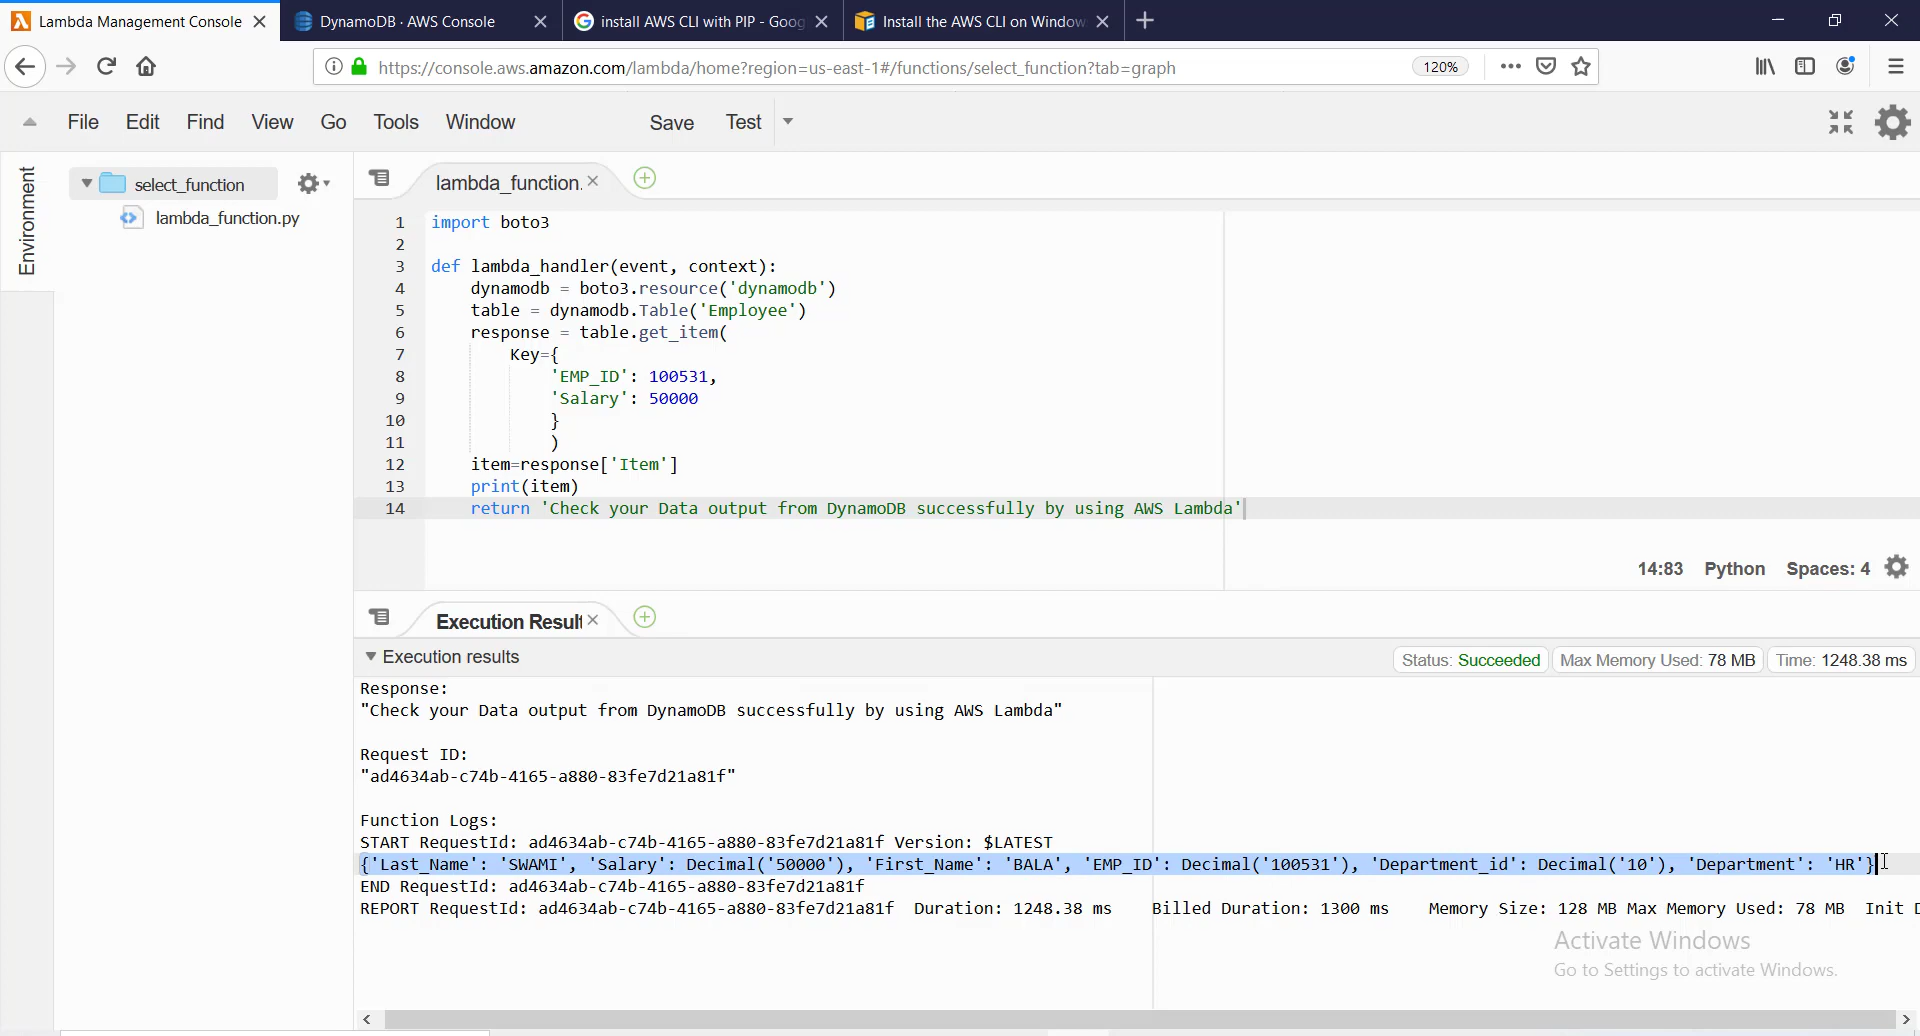 Lambda Management Console
DynamoDB · AWS Console
install AWS CLI with PIP - Goog
Install the AWS CLI on Window
https://console.aws.amazon.com/lambda/home?region=us-east-1#/functions/select_function?tab=graph
120%
File Edit Find View Go Tools Window Save Test
Environment
select_function
lambda_function.py
lambda_function.
1 import boto3
2
3 def lambda_handler(event, context):
4 dynamodb = boto3.resource('dynamodb')
5 table = dynamodb.Table('Employee')
6 response = table.get_item(
7 Key={
8 'EMP_ID': 100531,
9 'Salary': 50000
10 }
11 )
12 item=response['Item']
13 print(item)
14 return 'Check your Data output from DynamoDB successfully by using AWS Lambda'
14:83 Python Spaces: 4
Execution Result
Execution results
Status: Succeeded Max Memory Used: 78 MB Time: 1248.38 ms
Response:
"Check your Data output from DynamoDB successfully by using AWS Lambda"
Request ID:
"ad4634ab-c74b-4165-a880-83fe7d21a81f"
Function Logs:
START RequestId: ad4634ab-c74b-4165-a880-83fe7d21a81f Version: $LATEST
{'Last_Name': 'SWAMI', 'Salary': Decimal('50000'), 'First_Name': 'BALA', 'EMP_ID': Decimal('100531'), 'Department_id': Decimal('10'), 'Department': 'HR'}
END RequestId: ad4634ab-c74b-4165-a880-83fe7d21a81f
REPORT RequestId: ad4634ab-c74b-4165-a880-83fe7d21a81f Duration: 1248.38 ms Billed Duration: 1300 ms Memory Size: 128 MB Max Memory Used: 78 MB Init D
Activate Windows
Go to Settings to activate Windows.